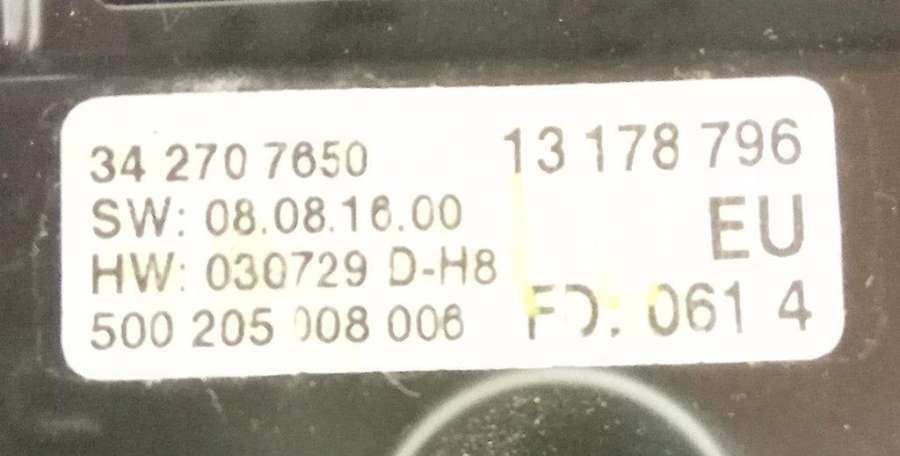 34 270 7650
SW: 08.08.16.00
HW: 030729 D-H8
500 205 008 006
13 178 796
EU
FD: 061 4